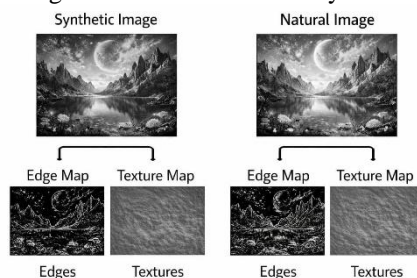 Synthetic Image
Natural Image
Edge Map
Texture Map
Edge Map
Texture Map
Edges
Textures
Edges
Textures